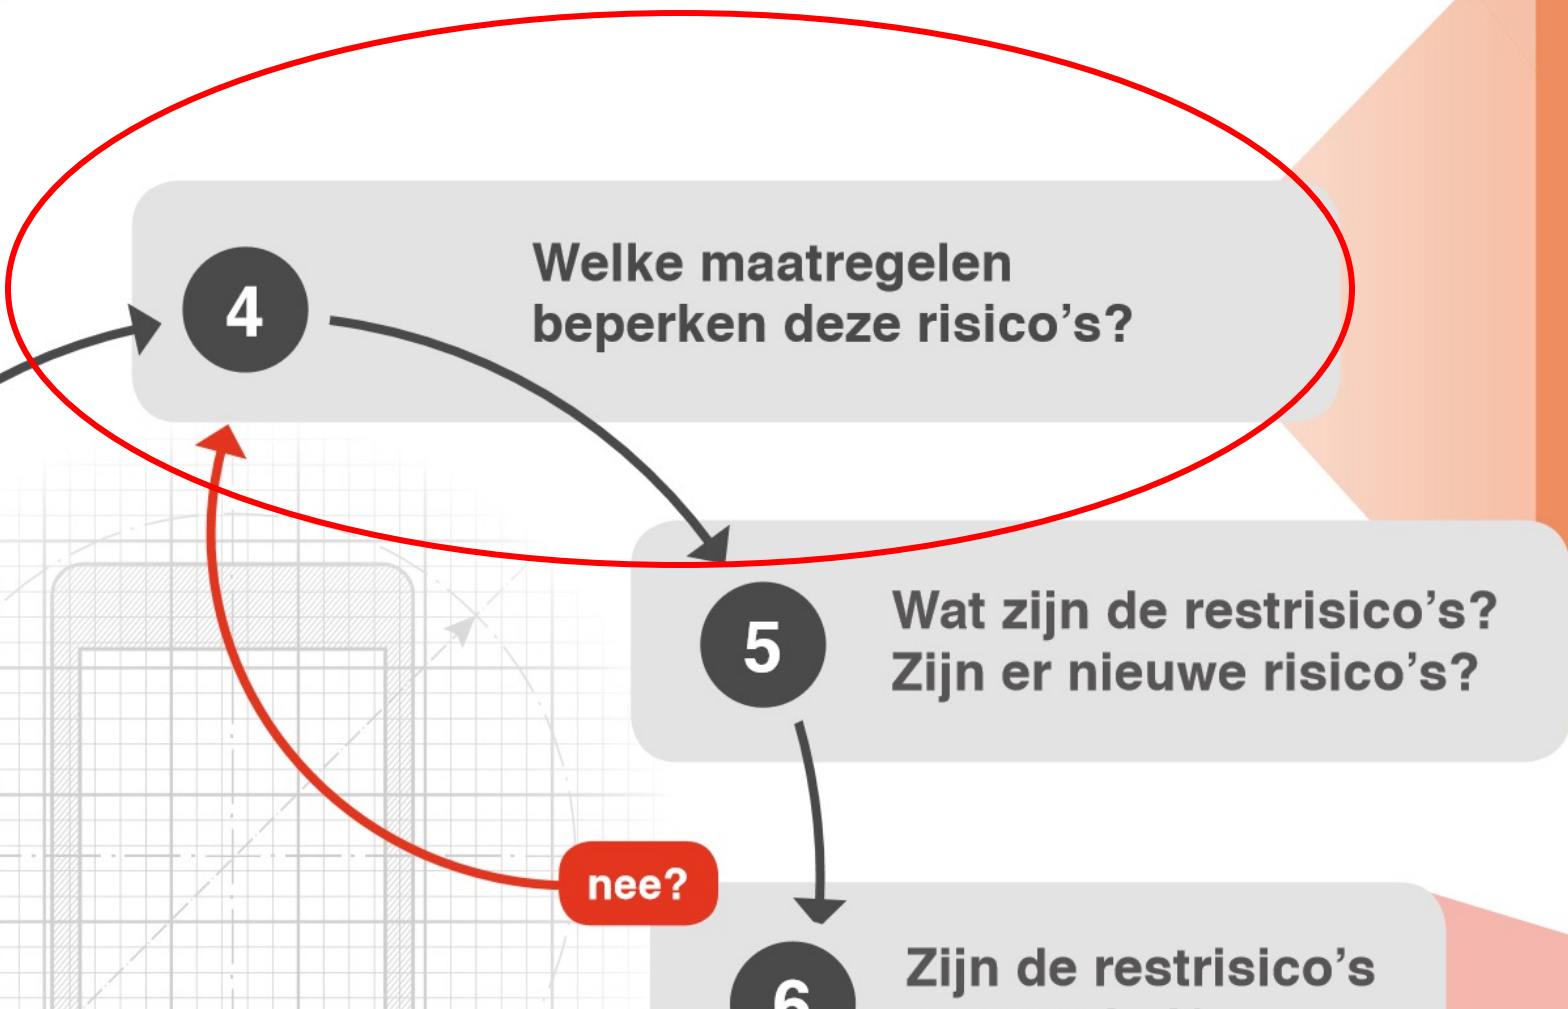 4
Welke maatregelen
beperken deze risico’s?
5
Wat zijn de restrisico’s?
Zijn er nieuwe risico’s?
nee?
6
Zijn de restrisico’s